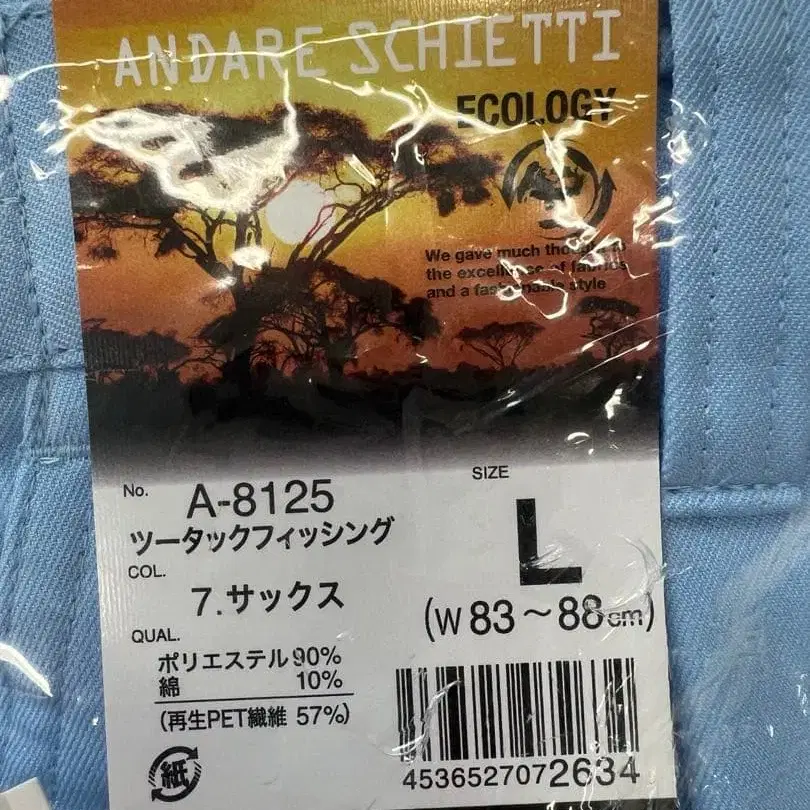 ANDARE SCHIETTI
ECOLOGY
We gave much thought to
the excellence of fabrics
and a fashionable style
No. A-8125
ツータックフィッシング
COL.
7.サックス
QUAL.
ポリエステル90%
綿 10%
(再生PET繊維 57%)
紙
SIZE
L
(W 83～88cm)
4536527072634